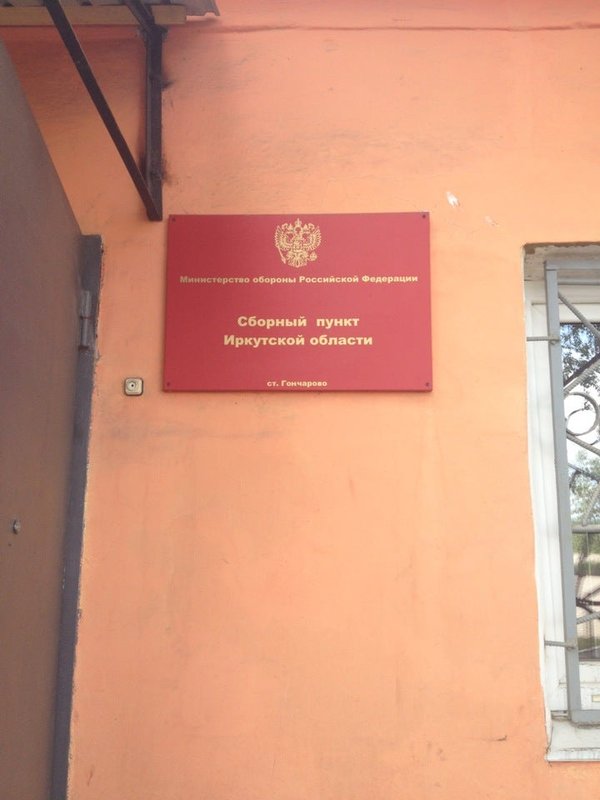 Министерство обороны Российской Федерации
Сборный пункт
Иркутской области
ст. Гончарово